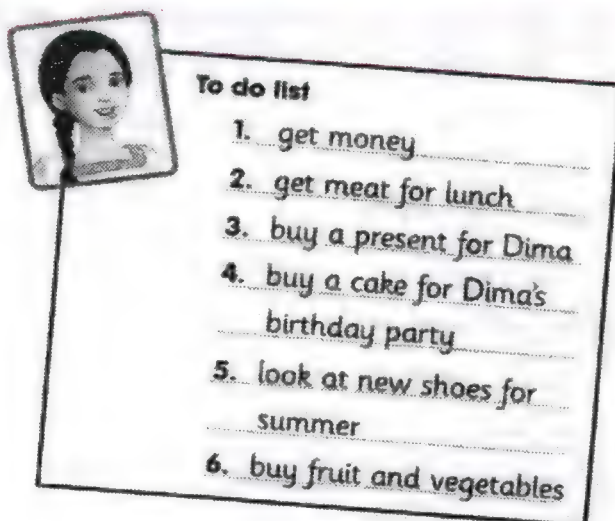 To do list
1. get money
2. get meat for lunch
3. buy a present for Dima
4. buy a cake for Dima's
birthday party
5. look at new shoes for
summer
6. buy fruit and vegetables